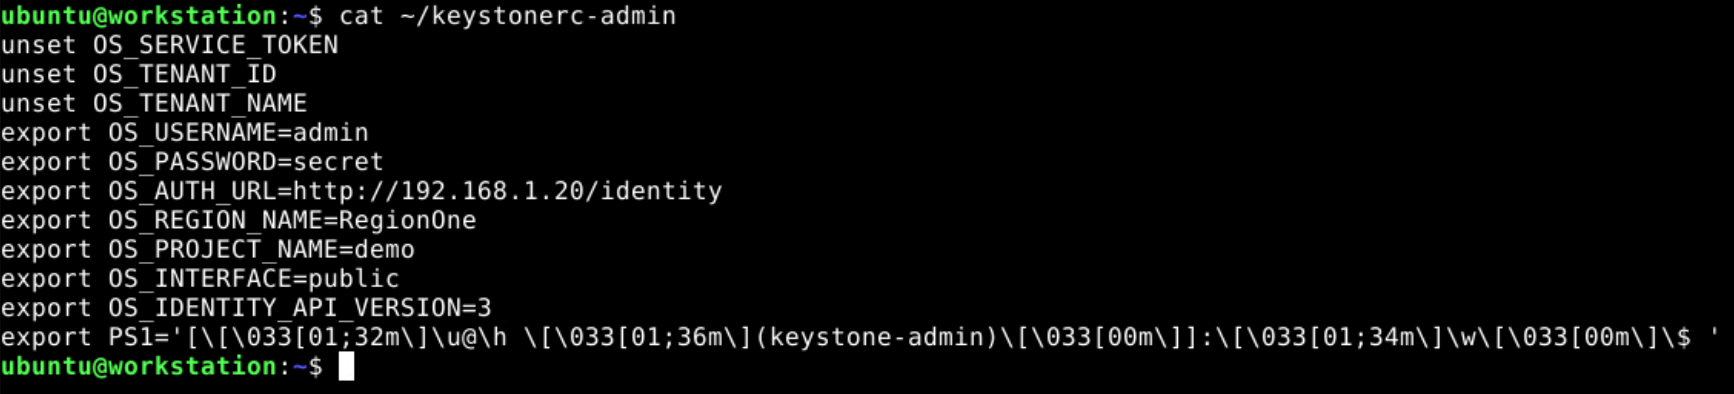 ubuntu@workstation:~$ cat ~/keystonerc-admin
unset OS_SERVICE_TOKEN
unset OS_TENANT_ID
unset OS_TENANT_NAME
export OS_USERNAME=admin
export OS_PASSWORD=secret
export OS_AUTH_URL=http://192.168.1.20/identity
export OS_REGION_NAME=RegionOne
export OS_PROJECT_NAME=demo
export OS_INTERFACE=public
export OS_IDENTITY_API_VERSION=3
export PS1='[\[\033[01;32m\]\u@\h \[\033[01;36m\](keystone-admin)\[\033[00m\]]:\[\033[01;34m\]\w\[\033[00m\]\$ '
ubuntu@workstation:~$